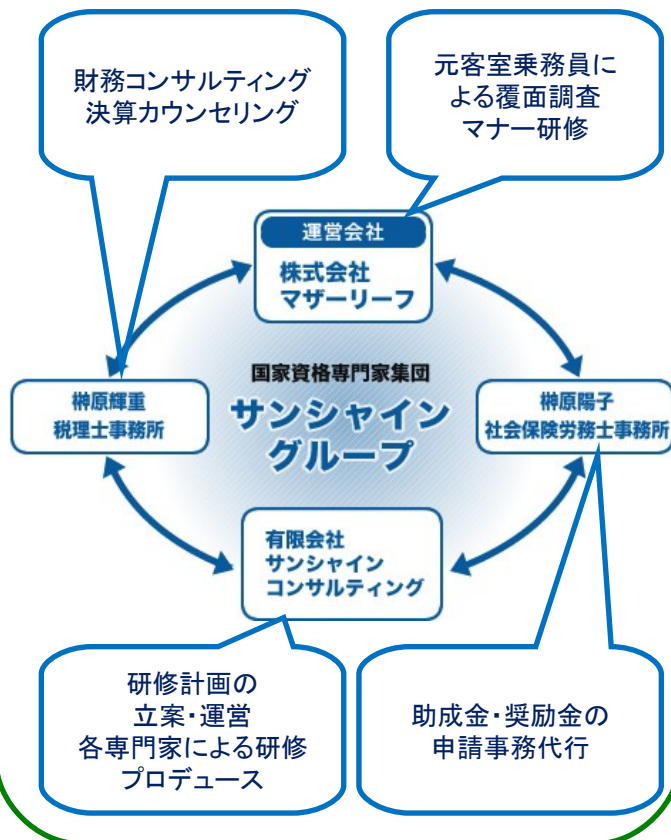 財務コンサルティング
決算カウンセリング
元客室乗務員に
よる覆面調査
マナー研修
運営会社
株式会社
マザーリーフ
国家資格専門家集団
サンシャイン
グループ
榊原輝重
税理士事務所
榊原陽子
社会保険労務士事務所
有限会社
サンシャイン
コンサルティング
研修計画の
立案・運営
各専門家による研修
プロデュース
助成金・奨励金の
申請事務代行